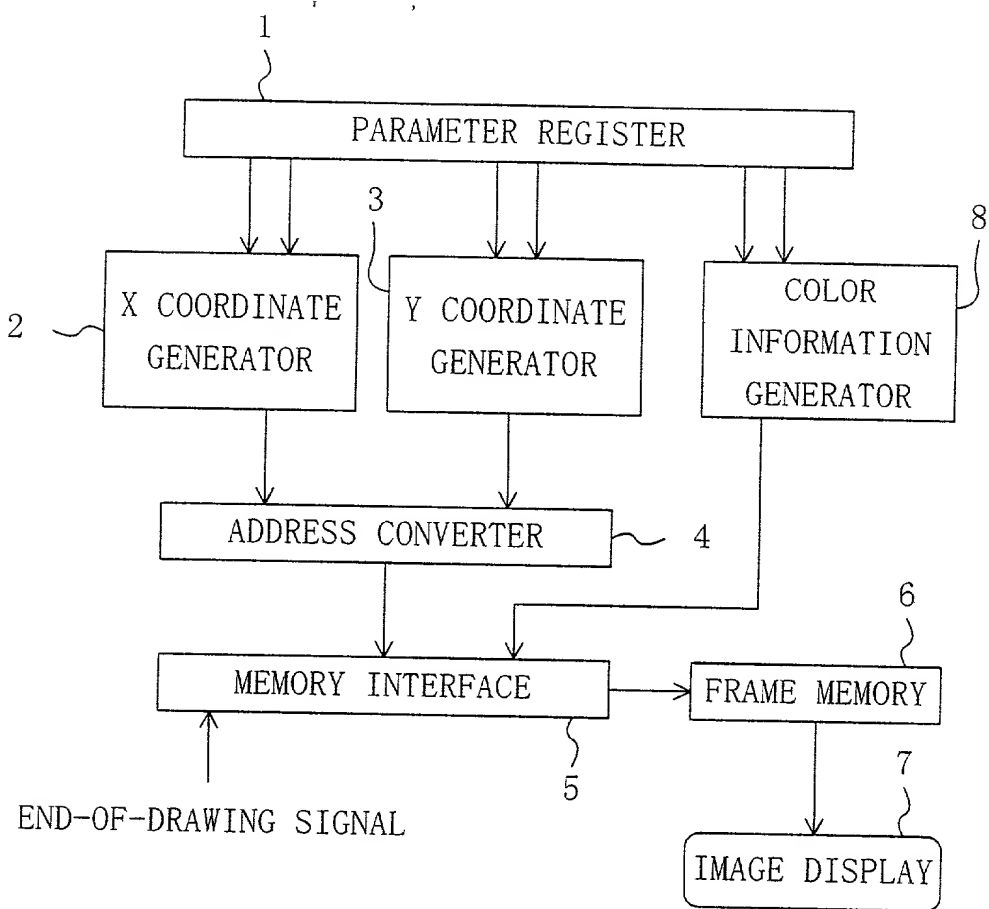 1
PARAMETER REGISTER
3
8
2
X COORDINATE
GENERATOR
Y COORDINATE
GENERATOR
COLOR
INFORMATION
GENERATOR
ADDRESS CONVERTER
4
6
MEMORY INTERFACE
FRAME MEMORY
5
7
END-OF-DRAWING SIGNAL
IMAGE DISPLAY